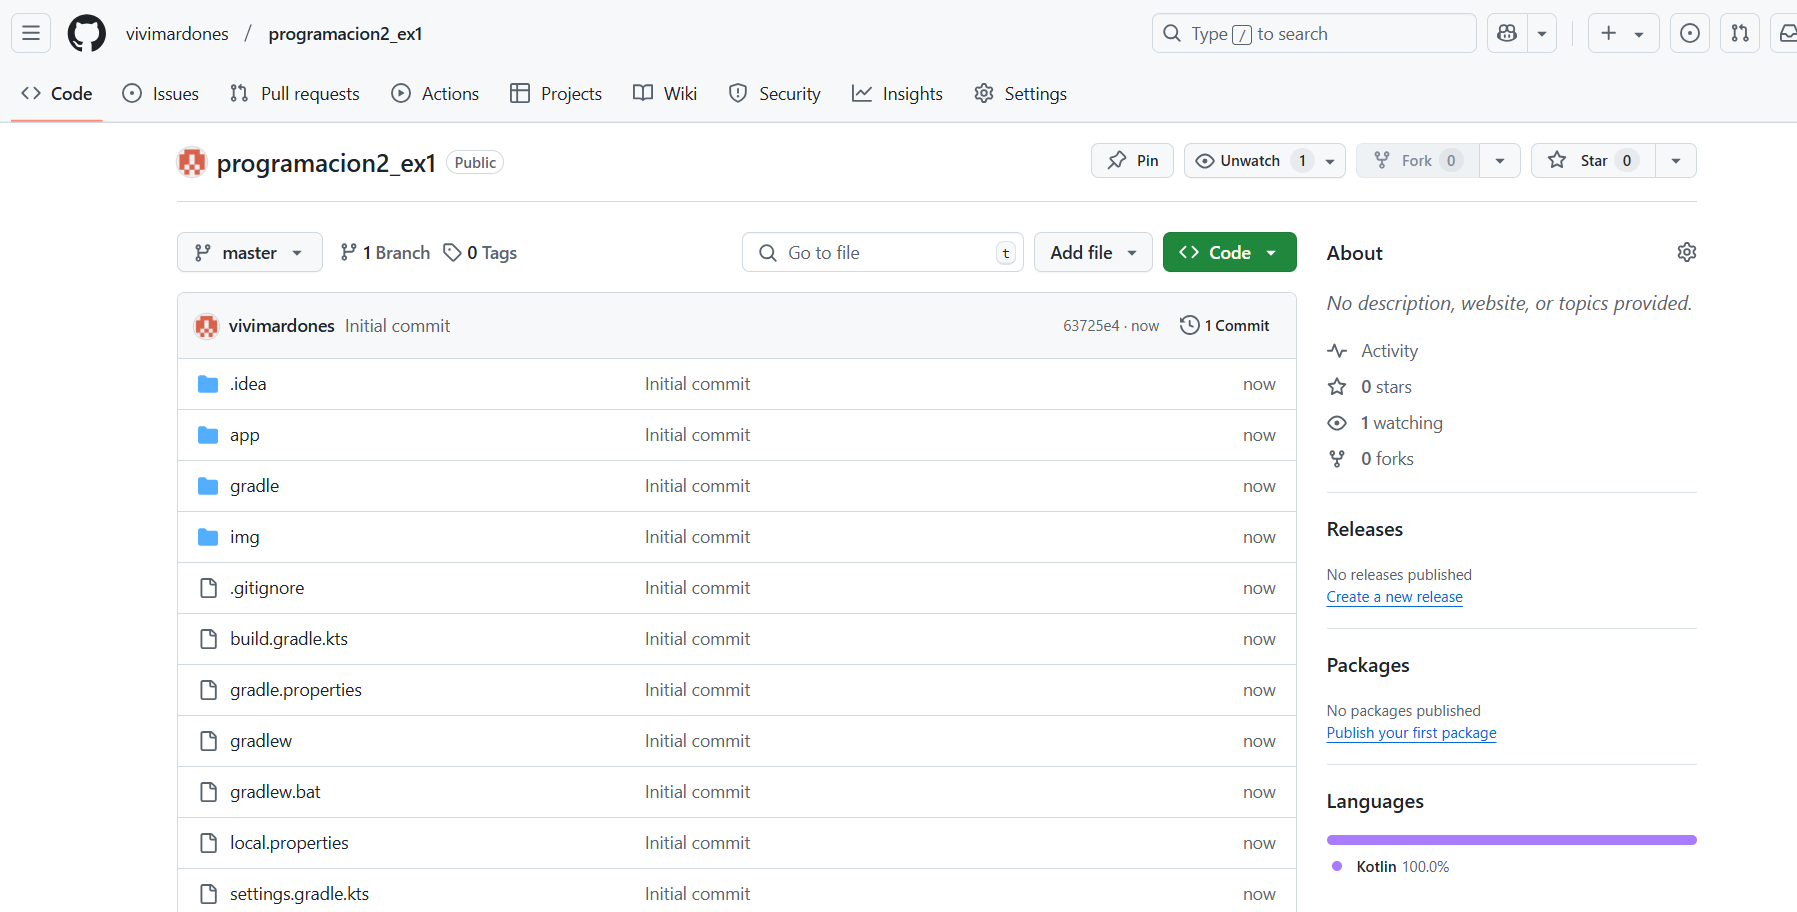 vivimardones / programacion2_ex1
Type / to search
Code Issues Pull requests Actions Projects Wiki Security Insights Settings
programacion2_ex1 Public
Pin Unwatch 1 Fork 0 Star 0
master 1 Branch 0 Tags Go to file t Add file Code
vivimardones Initial commit 63725e4 · now 1 Commit
.idea Initial commit now
app Initial commit now
gradle Initial commit now
img Initial commit now
.gitignore Initial commit now
build.gradle.kts Initial commit now
gradle.properties Initial commit now
gradlew Initial commit now
gradlew.bat Initial commit now
local.properties Initial commit now
settings.gradle.kts Initial commit now
About
No description, website, or topics provided.
Activity
0 stars
1 watching
0 forks
Releases
No releases published
Create a new release
Packages
No packages published
Publish your first package
Languages
Kotlin 100.0%